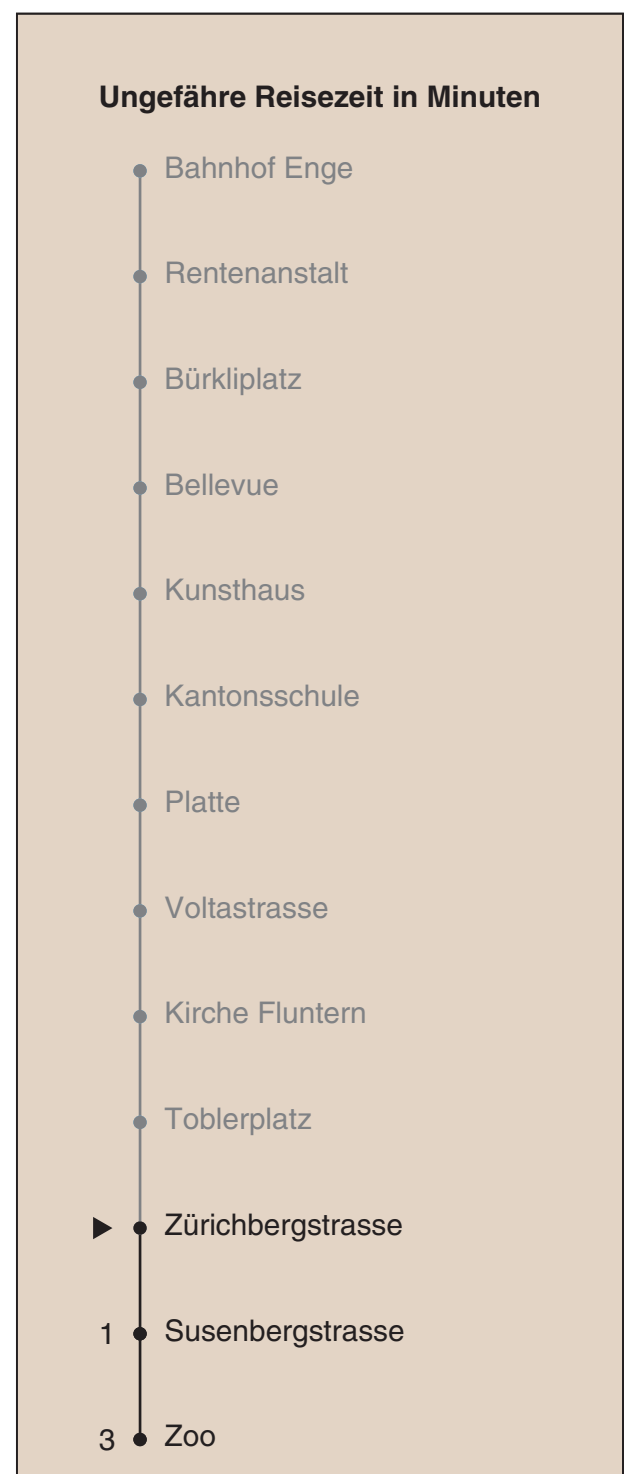 Ungefähre Reisezeit in Minuten
Bahnhof Enge
Rentenanstalt
Bürkliplatz
Bellevue
Kunsthaus
Kantonsschule
Platte
Voltastrasse
Kirche Fluntern
Toblerplatz
Zürichbergstrasse
1 Susenbergstrasse
3 Zoo